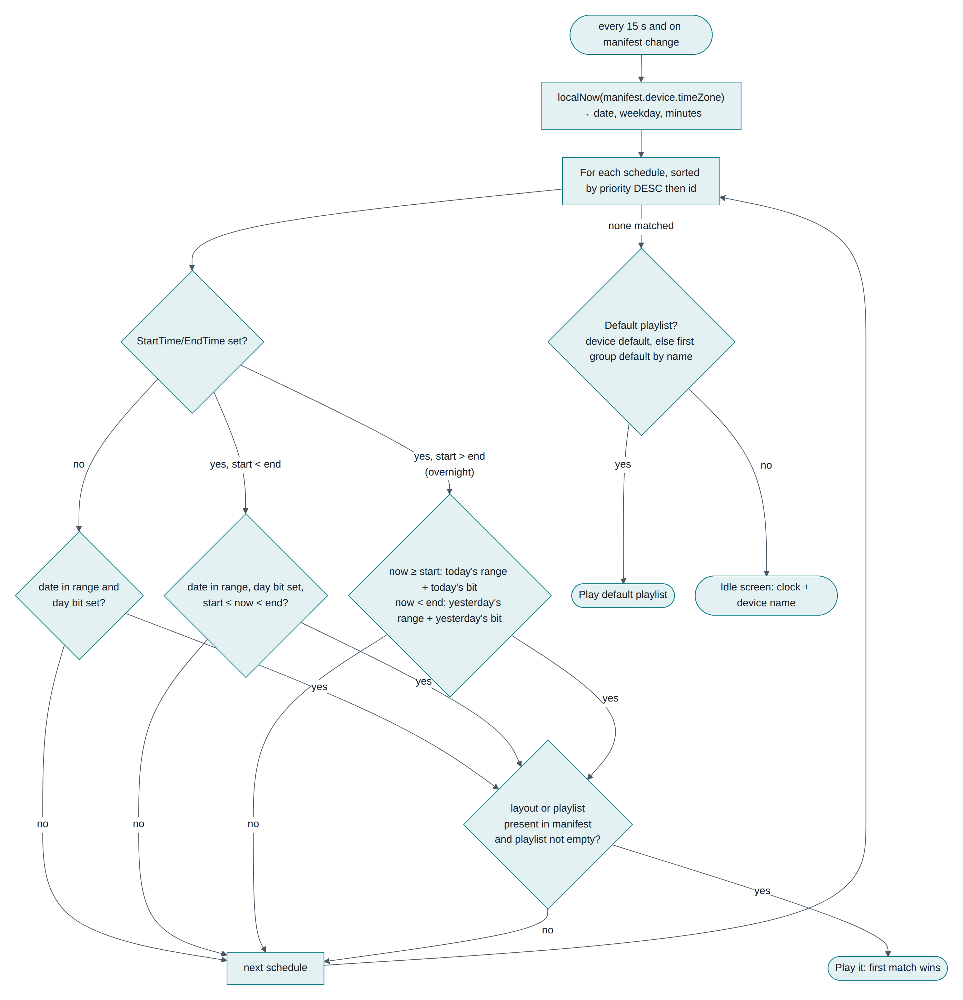 every 15 s and on
manifest change
localNow(manifest.device.timeZone)
→ date, weekday, minutes
For each schedule, sorted
by priority DESC then id
none matched
StartTime/EndTime set?
Default playlist?
device default, else first
group default by name
no
yes, start < end
yes, start > end
(overnight)
yes
no
date in range and
day bit set?
date in range, day bit set,
start ≤ now < end?
now ≥ start: today's range
+ today's bit
now < end: yesterday's
range + yesterday's bit
Play default playlist
Idle screen: clock +
device name
yes
yes
yes
layout or playlist
present in manifest
and playlist not empty?
no
no
no
yes
no
next schedule
Play it: first match wins